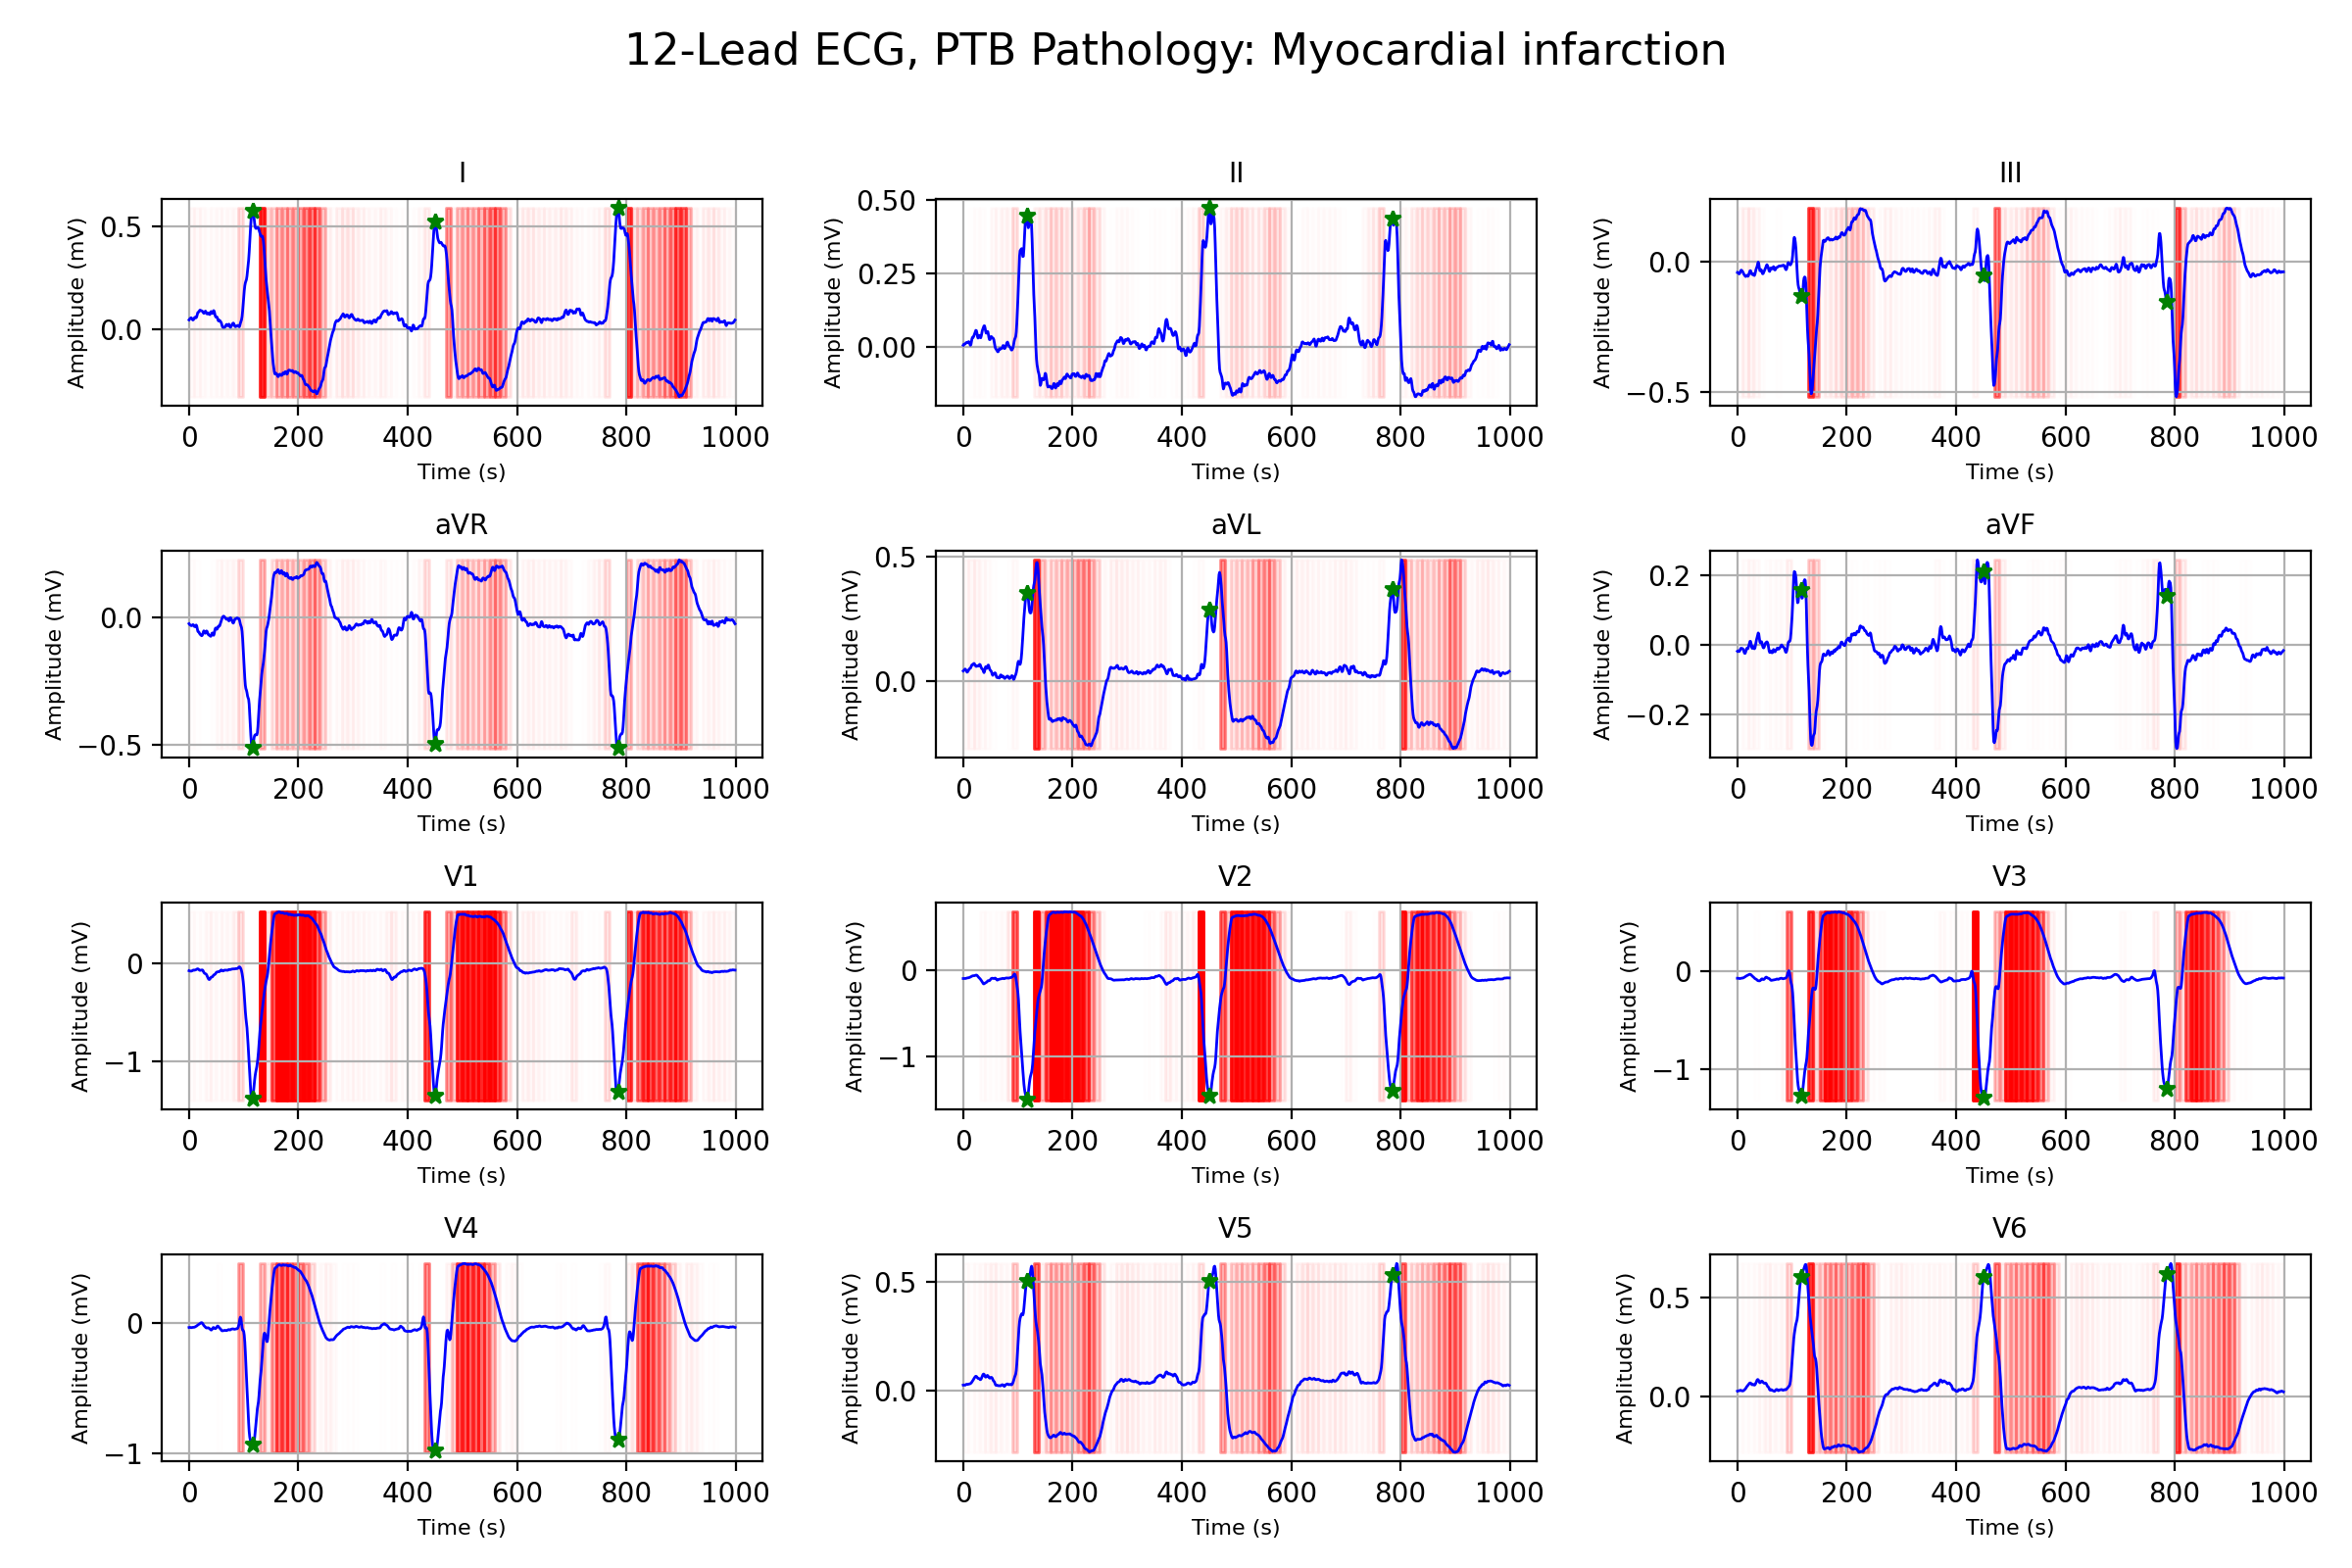 12-Lead ECG, PTB Pathology: Myocardial infarction
I
Amplitude (mV)
0.5
0.0
0 200 400 600 800 1000
Time (s)
II
Amplitude (mV)
0.50
0.25
0.00
0 200 400 600 800 1000
Time (s)
III
Amplitude (mV)
0.0
−0.5
0 200 400 600 800 1000
Time (s)
aVR
Amplitude (mV)
0.0
−0.5
0 200 400 600 800 1000
Time (s)
aVL
Amplitude (mV)
0.5
0.0
0 200 400 600 800 1000
Time (s)
aVF
Amplitude (mV)
0.2
0.0
−0.2
0 200 400 600 800 1000
Time (s)
V1
Amplitude (mV)
0
−1
0 200 400 600 800 1000
Time (s)
V2
Amplitude (mV)
0
−1
0 200 400 600 800 1000
Time (s)
V3
Amplitude (mV)
0
−1
0 200 400 600 800 1000
Time (s)
V4
Amplitude (mV)
0
−1
0 200 400 600 800 1000
Time (s)
V5
Amplitude (mV)
0.5
0.0
0 200 400 600 800 1000
Time (s)
V6
Amplitude (mV)
0.5
0.0
0 200 400 600 800 1000
Time (s)